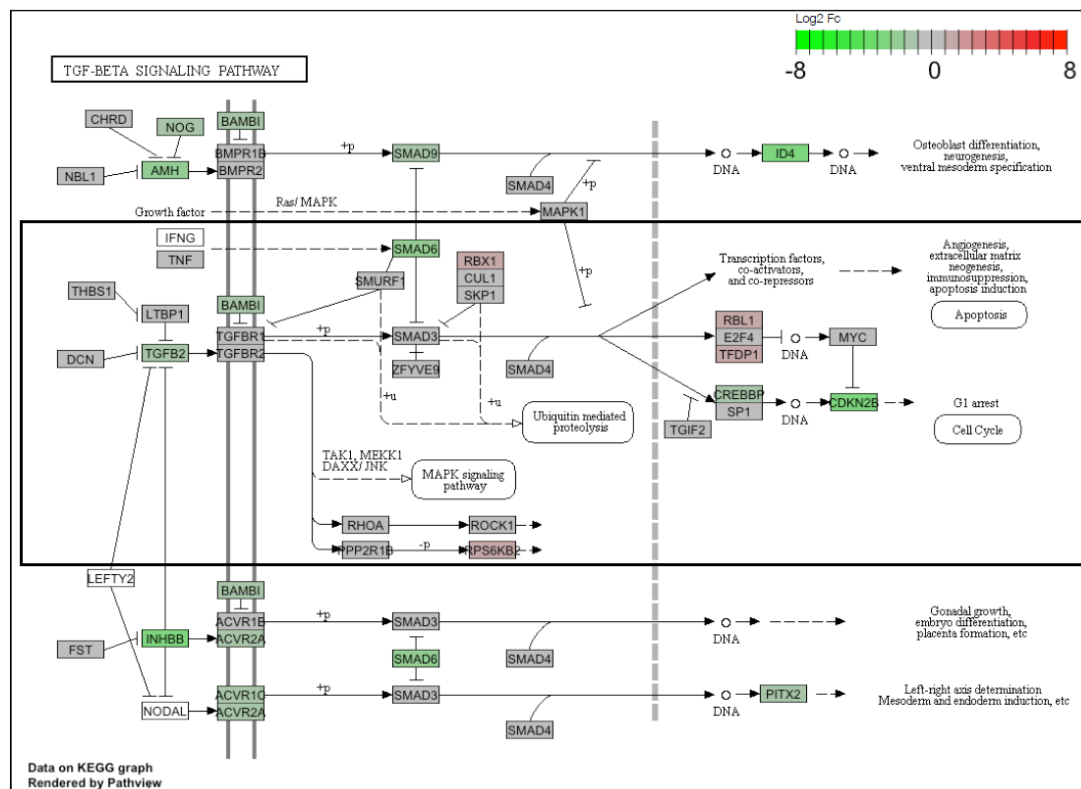 Log2 Fc
-8
0
8
TGF-BETA SIGNALING PATHWAY
CHRD
NOG
BAMBI
NBL1
AMH
BMPR1B
BMPR2
+p
SMAD9
SMAD4
+p
DNA
ID4
DNA
Osteoblast differentiation,
neurogenesis,
ventral mesoderm specification
Growth factor
Ras/ MAPK
MAPK1
IFNG
TNF
SMAD6
SMURF1
RBX1
CUL1
SKP1
+p
Transcription factors,
co-activators,
and co-repressors
Angiogenesis,
extracellular matrix
neogenesis,
immunosuppression,
apoptosis induction
Apoptosis
THBS1
LTBP1
BAMBI
DCN
TGFB2
TGFBR1
TGFBR2
+p
SMAD3
ZFYVE9
SMAD4
RBL1
E2F4
TFDP1
DNA
MYC
+u
+u
Ubiquitin mediated
proteolysis
TGIF2
CREBBP
SP1
DNA
CDKN2B
G1 arrest
Cell Cycle
TAK1, MEKK1
DAXX/ JNK
MAPK signaling
pathway
RHOA
ROCK1
PPP2R1B
-p
RPS6KB2
LEFTY2
BAMBI
FST
INHBB
ACVR1B
ACVR2A
+p
SMAD3
SMAD4
DNA
Gonadal growth,
embryo differentiation,
placenta formation, etc
SMAD6
NODAL
ACVR1C
ACVR2A
+p
SMAD3
SMAD4
DNA
PITX2
Left-right axis determination
Mesoderm and endoderm induction, etc
Data on KEGG graph
Rendered by Pathview